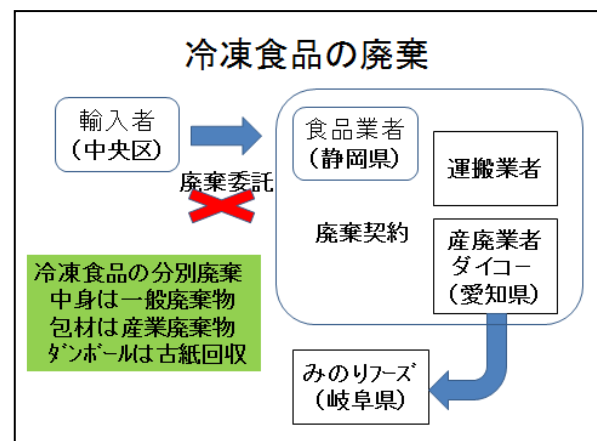 冷凍食品の廃棄
輸入者
(中央区)
廃棄委託
食品業者
(静岡県)
運搬業者
廃棄契約
産廃業者
ダイコー
(愛知県)
冷凍食品の分別廃棄
中身は一般廃棄物
包材は産業廃棄物
ダンボールは古紙回収
みのりフーズ
(岐阜県)